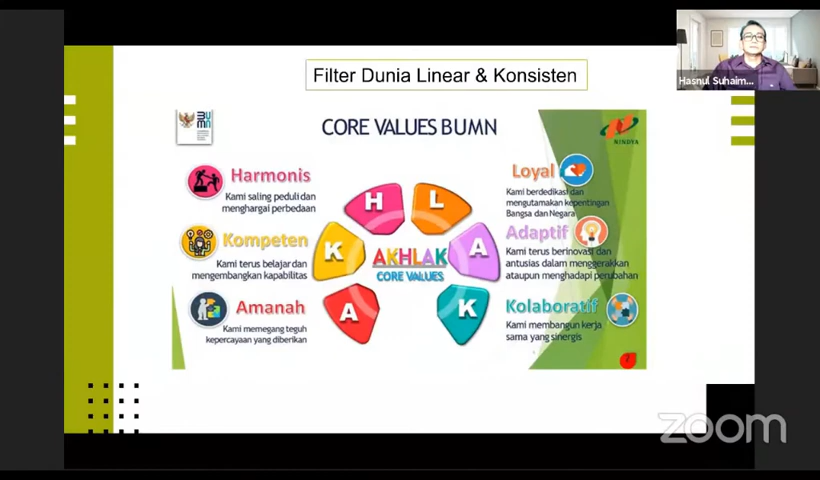 Filter Dunia Linear & Konsisten
Hasnul Suhaim...
CORE VALUES BUMN
NINDYA
Harmonis
Kami saling peduli dan
menghargai perbedaan
Kompeten
Kami terus belajar dan
mengembangkan kapabilitas
Amanah
Kami memegang teguh
kepercayaan yang diberikan
H
L
K
A
A
K
AKHLAK
CORE VALUES
Loyal
Kami berdedikasi dan
mengutamakan kepentingan
Bangsa dan Negara
Adaptif
Kami terus berinovasi dan
antusias dalam menggerakkan
ataupun menghadapi perubahan
Kolaboratif
Kami membangun kerja
sama yang sinergis
zoom